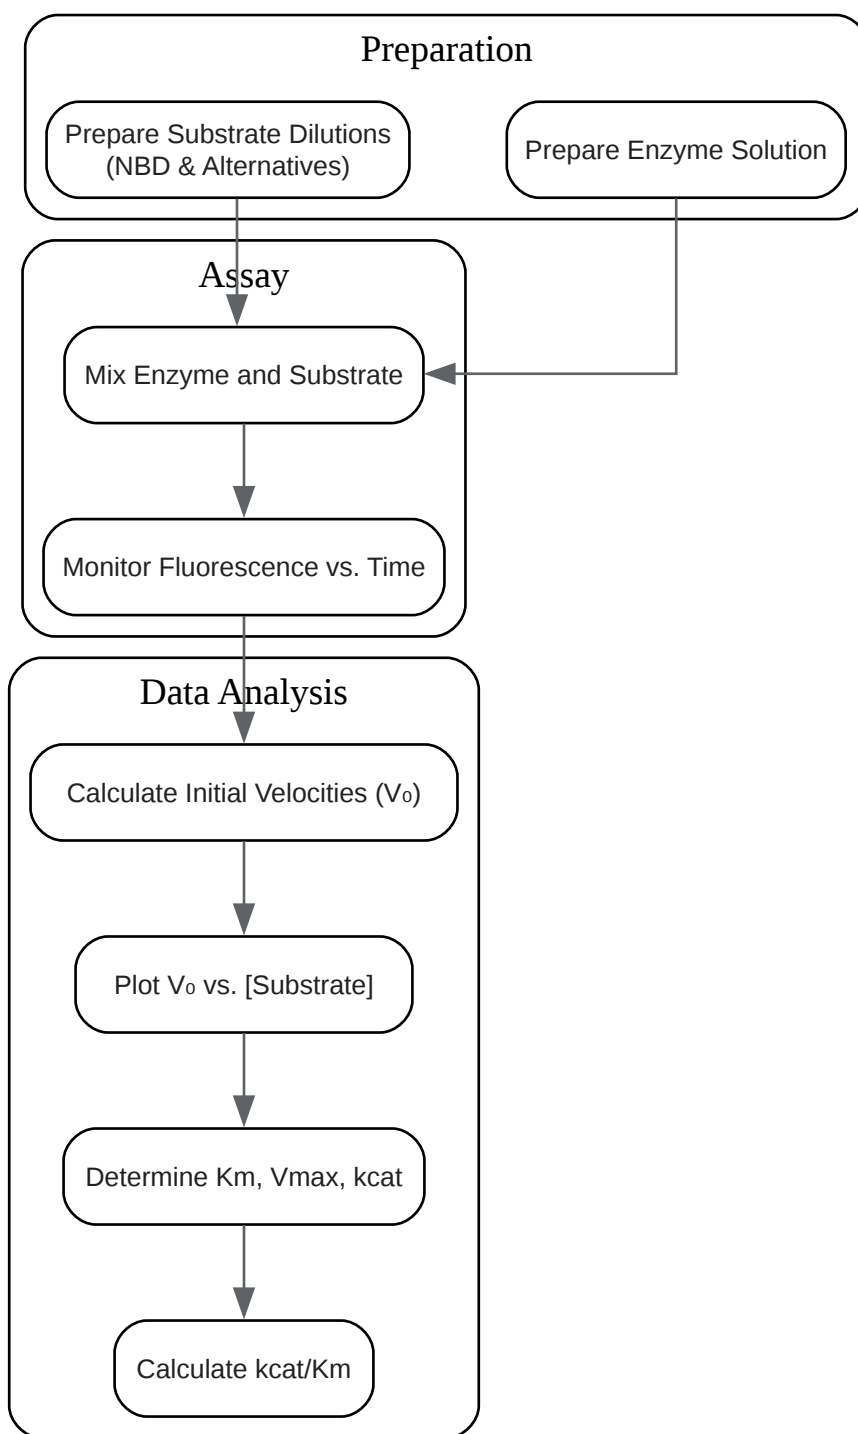 Preparation
Prepare Substrate Dilutions
(NBD & Alternatives)
Prepare Enzyme Solution
Assay
Mix Enzyme and Substrate
Monitor Fluorescence vs. Time
Data Analysis
Calculate Initial Velocities (V₀)
Plot V₀ vs. [Substrate]
Determine Km, Vmax, kcat
Calculate kcat/Km